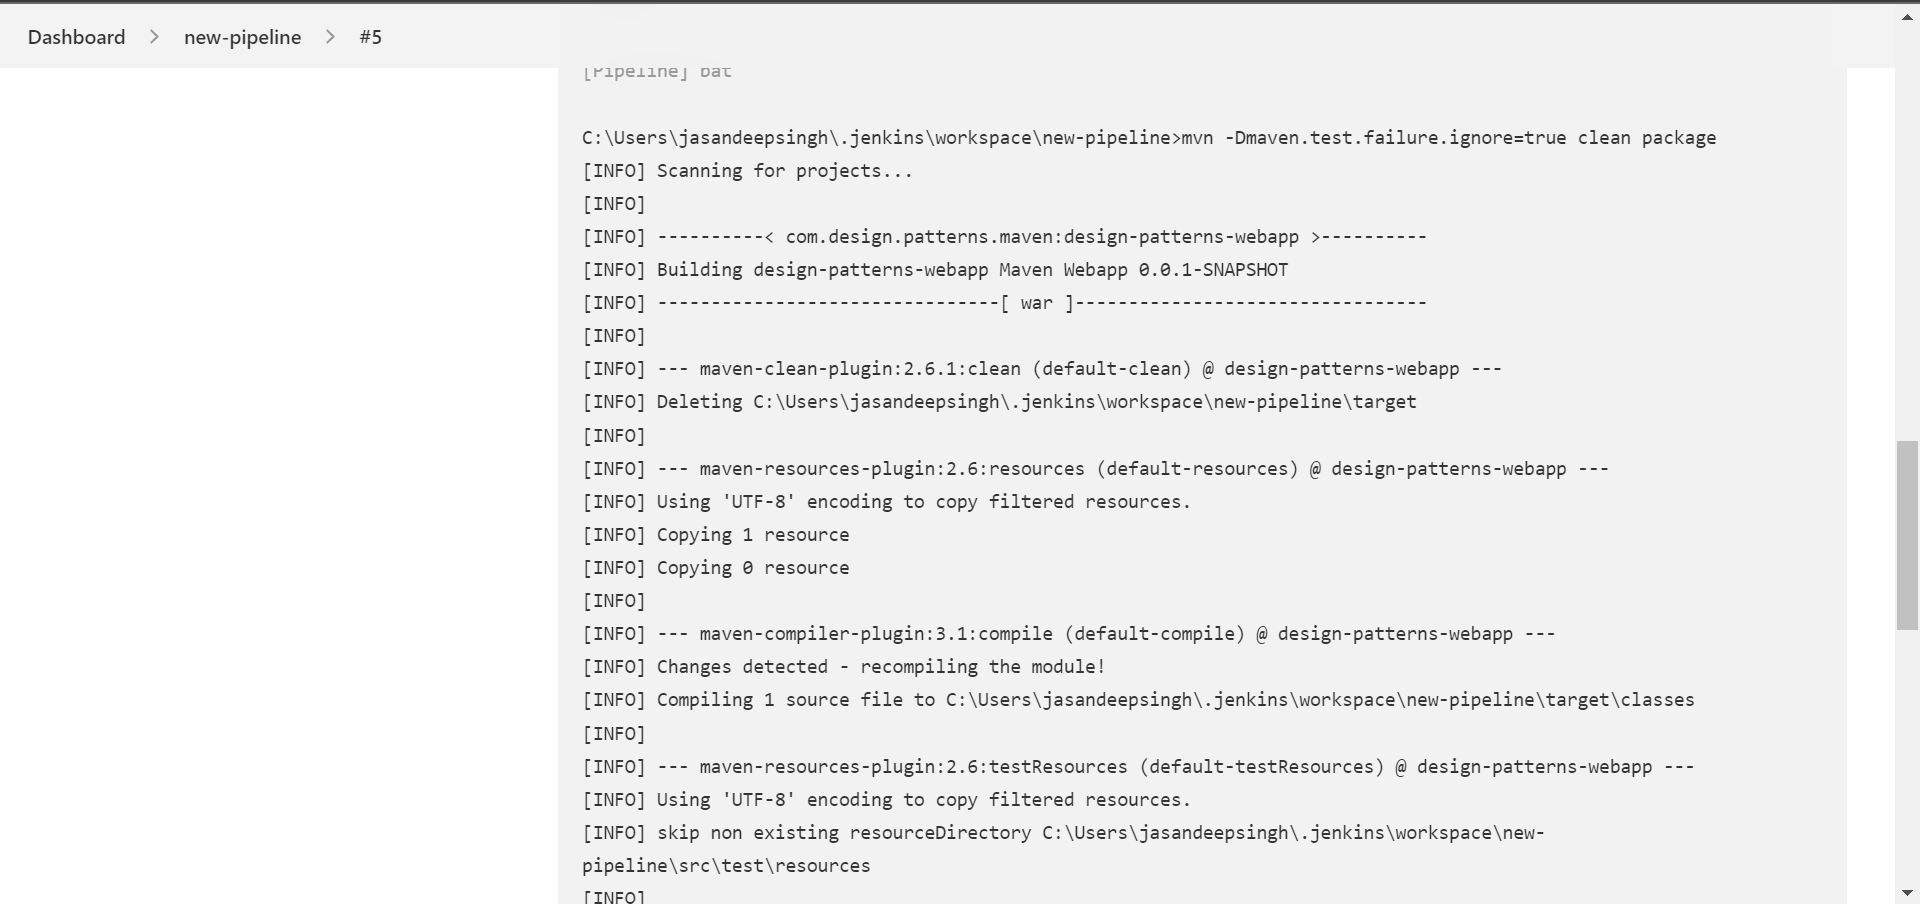 Dashboard > new-pipeline > #5
[Pipeline] bat
C:\Users\jasandeepsingh\.jenkins\workspace\new-pipeline>mvn -Dmaven.test.failure.ignore=true clean package
[INFO] Scanning for projects...
[INFO]
[INFO] ----------< com.design.patterns.maven:design-patterns-webapp >----------
[INFO] Building design-patterns-webapp Maven Webapp 0.0.1-SNAPSHOT
[INFO] --------------------------------[ war ]---------------------------------
[INFO]
[INFO] --- maven-clean-plugin:2.6.1:clean (default-clean) @ design-patterns-webapp ---
[INFO] Deleting C:\Users\jasandeepsingh\.jenkins\workspace\new-pipeline\target
[INFO]
[INFO] --- maven-resources-plugin:2.6:resources (default-resources) @ design-patterns-webapp ---
[INFO] Using 'UTF-8' encoding to copy filtered resources.
[INFO] Copying 1 resource
[INFO] Copying 0 resource
[INFO]
[INFO] --- maven-compiler-plugin:3.1:compile (default-compile) @ design-patterns-webapp ---
[INFO] Changes detected - recompiling the module!
[INFO] Compiling 1 source file to C:\Users\jasandeepsingh\.jenkins\workspace\new-pipeline\target\classes
[INFO]
[INFO] --- maven-resources-plugin:2.6:testResources (default-testResources) @ design-patterns-webapp ---
[INFO] Using 'UTF-8' encoding to copy filtered resources.
[INFO] skip non existing resourceDirectory C:\Users\jasandeepsingh\.jenkins\workspace\new-
pipeline\src\test\resources
[INFO]